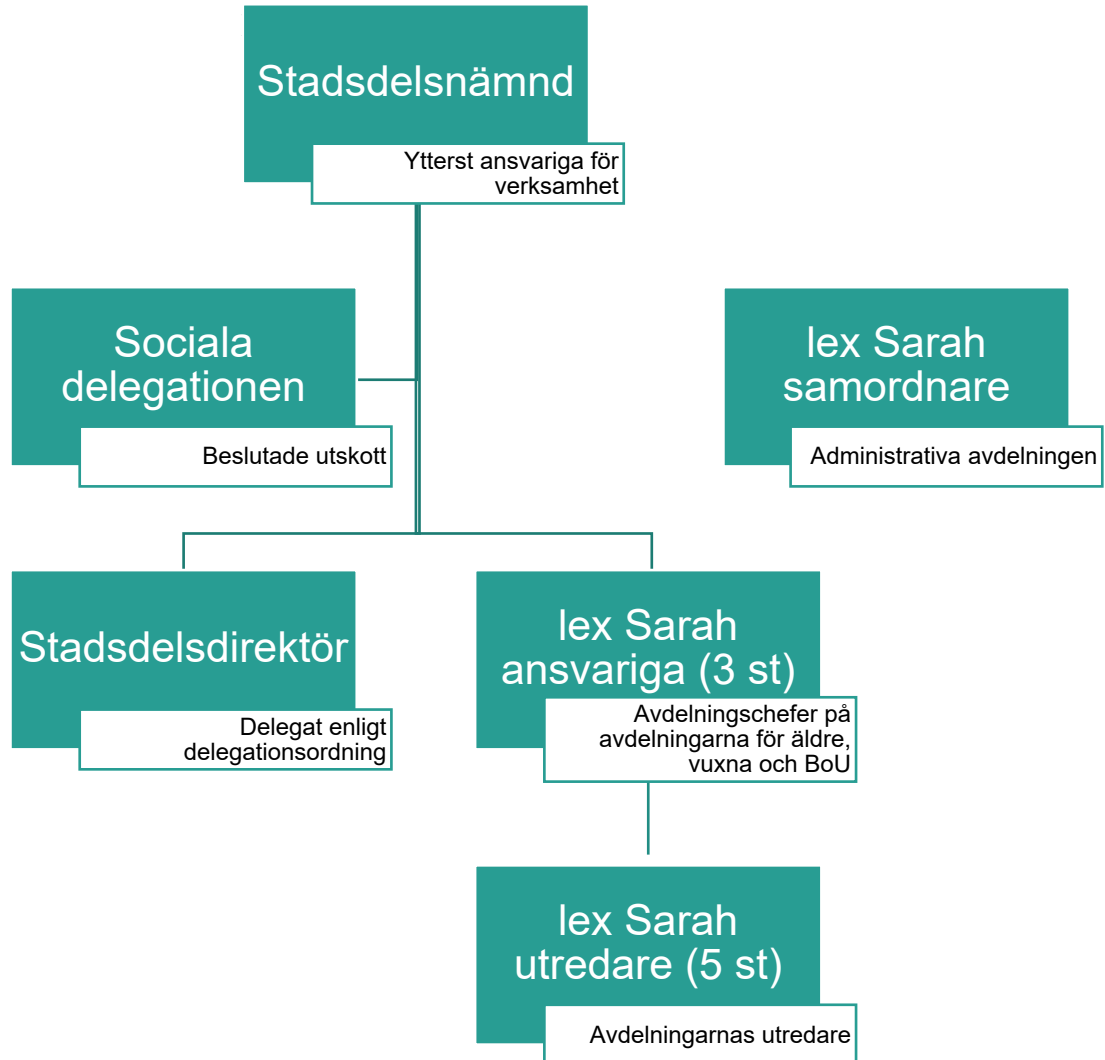 Stadsdelsnämnd
Ytterst ansvariga för
verksamhet
Sociala
delegationen
Beslutade utskott
lex Sarah
samordnare
Administrativa avdelningen
Stadsdelsdirektör
Delegat enligt
delegationsordning
lex Sarah
ansvariga (3 st)
Avdelningschefer på
avdelningarna för äldre,
vuxna och BoU
lex Sarah
utredare (5 st)
Avdelningarnas utredare